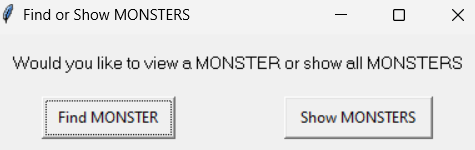 Find or Show MONSTERS
Would you like to view a MONSTER or show all MONSTERS
Find MONSTER
Show MONSTERS